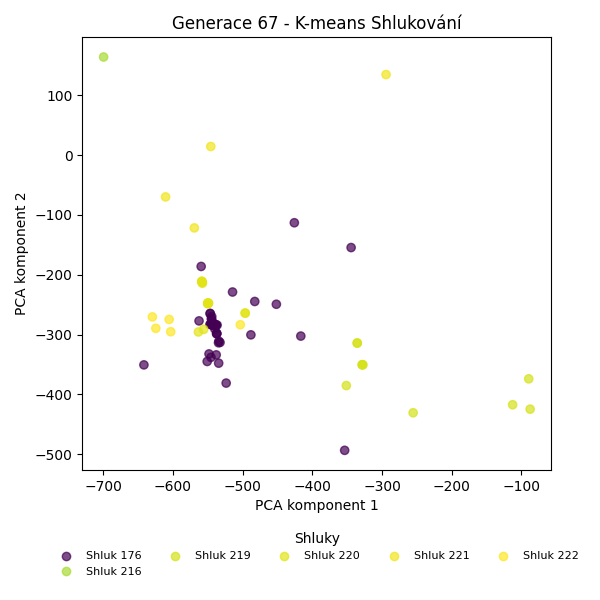 Generace 67 - K-means Shlukování
100
0
−100
−200
−300
−400
−500
PCA komponent 2
−700 −600 −500 −400 −300 −200 −100
PCA komponent 1
Shluky
Shluk 176 Shluk 219 Shluk 220 Shluk 221 Shluk 222
Shluk 216